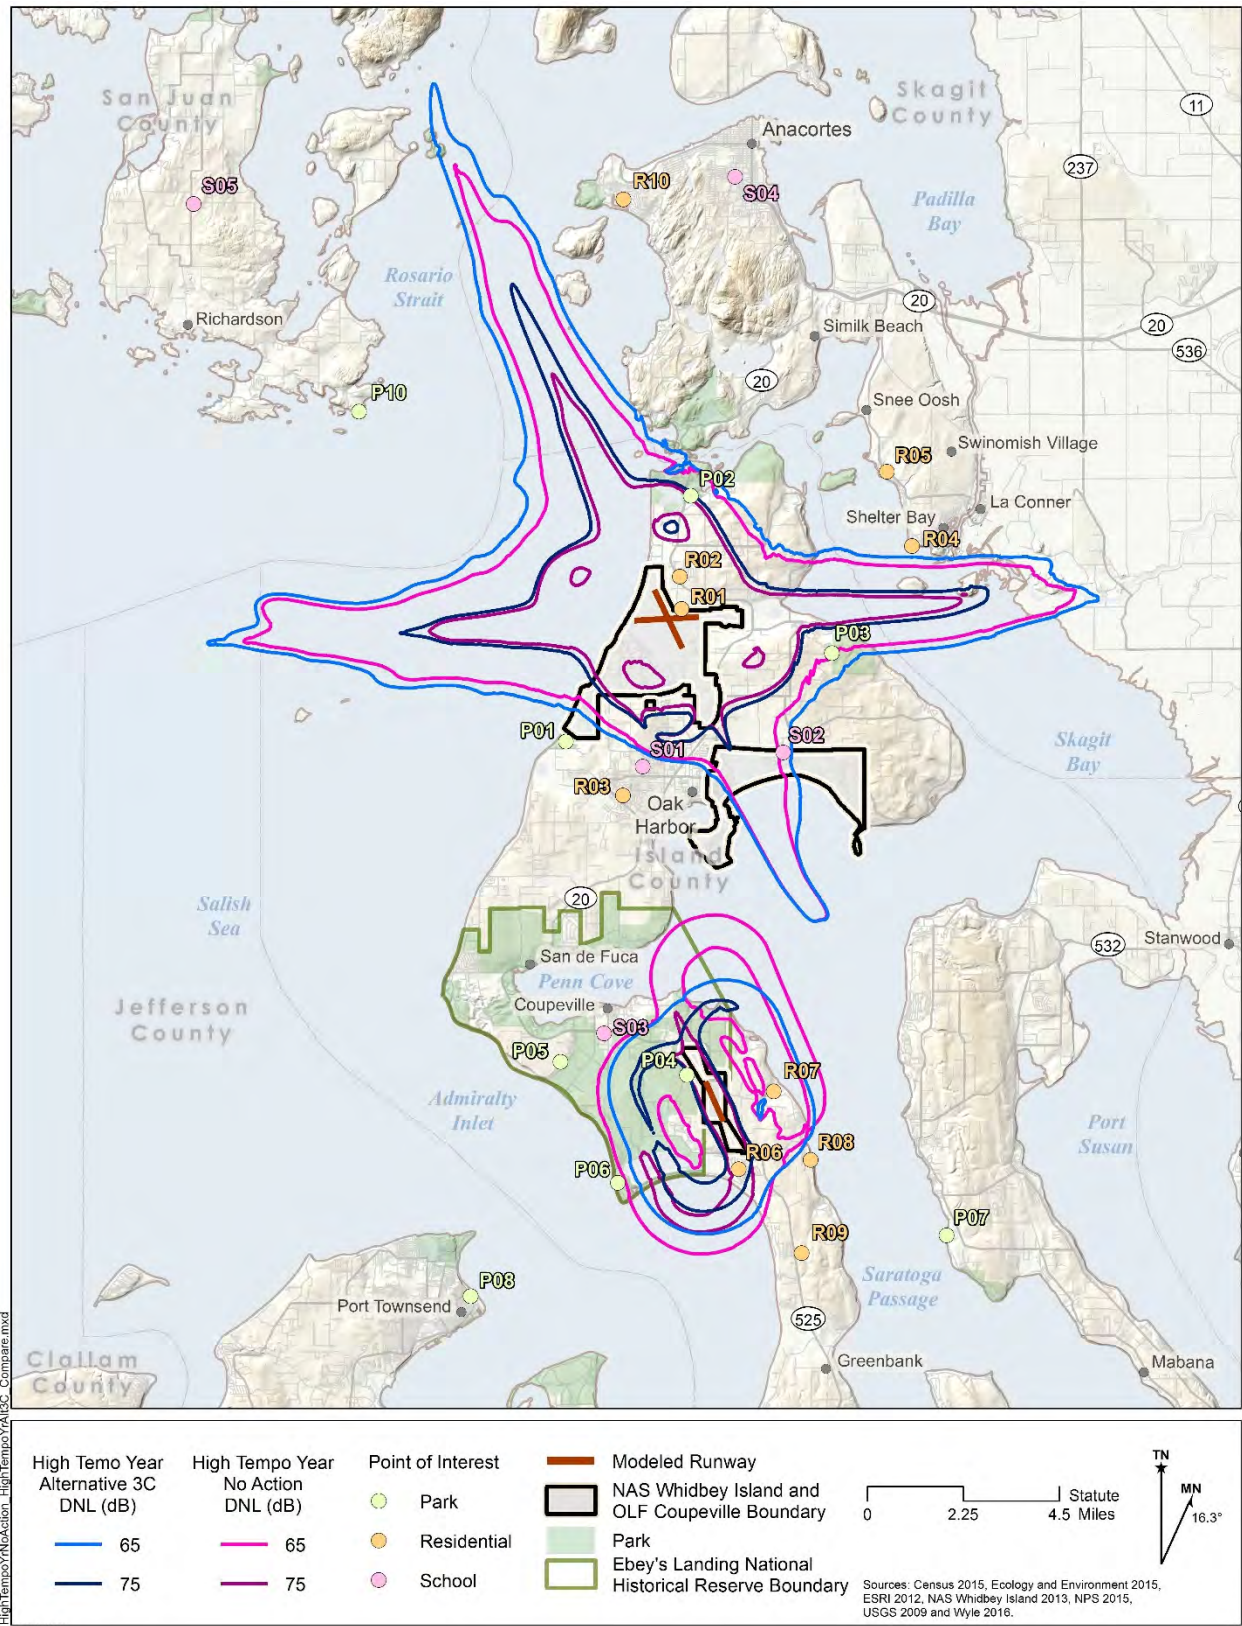 San Juan
County
Skagit
County
11
Anacortes
237
S05
R10
S04
Padilla
Bay
Rosario
Strait
20
Richardson
Similk Beach
20
536
20
P10
Snee Oosh
Swinomish Village
R05
P02
La Conner
Shelter Bay
R04
R02
R01
P03
P01
S02
S01
Skagit
Bay
R03
Oak
Harbor
Island
County
20
Salish
Sea
Stanwood
532
San de Fuca
Penn Cove
Jefferson
County
Coupeville
S03
P05
P04
R07
Admiralty
Inlet
Port
Susan
R06
R08
P06
P07
R09
Saratoga
Passage
P08
Port Townsend
525
Clallam
County
Greenbank
Mabana
HighTempoYrNoAction_HighTempoYrAlt3C_Compare.mxd
High Temo Year
Alternative 3C
DNL (dB)
65
75
High Tempo Year
No Action
DNL (dB)
65
75
Point of Interest
Park
Residential
School
Modeled Runway
NAS Whidbey Island and
OLF Coupeville Boundary
Park
Ebey's Landing National
Historical Reserve Boundary
Statute
0 2.25 4.5 Miles
TN
MN
16.3°
Sources: Census 2015, Ecology and Environment 2015,
ESRI 2012, NAS Whidbey Island 2013, NPS 2015,
USGS 2009 and Wyle 2016.